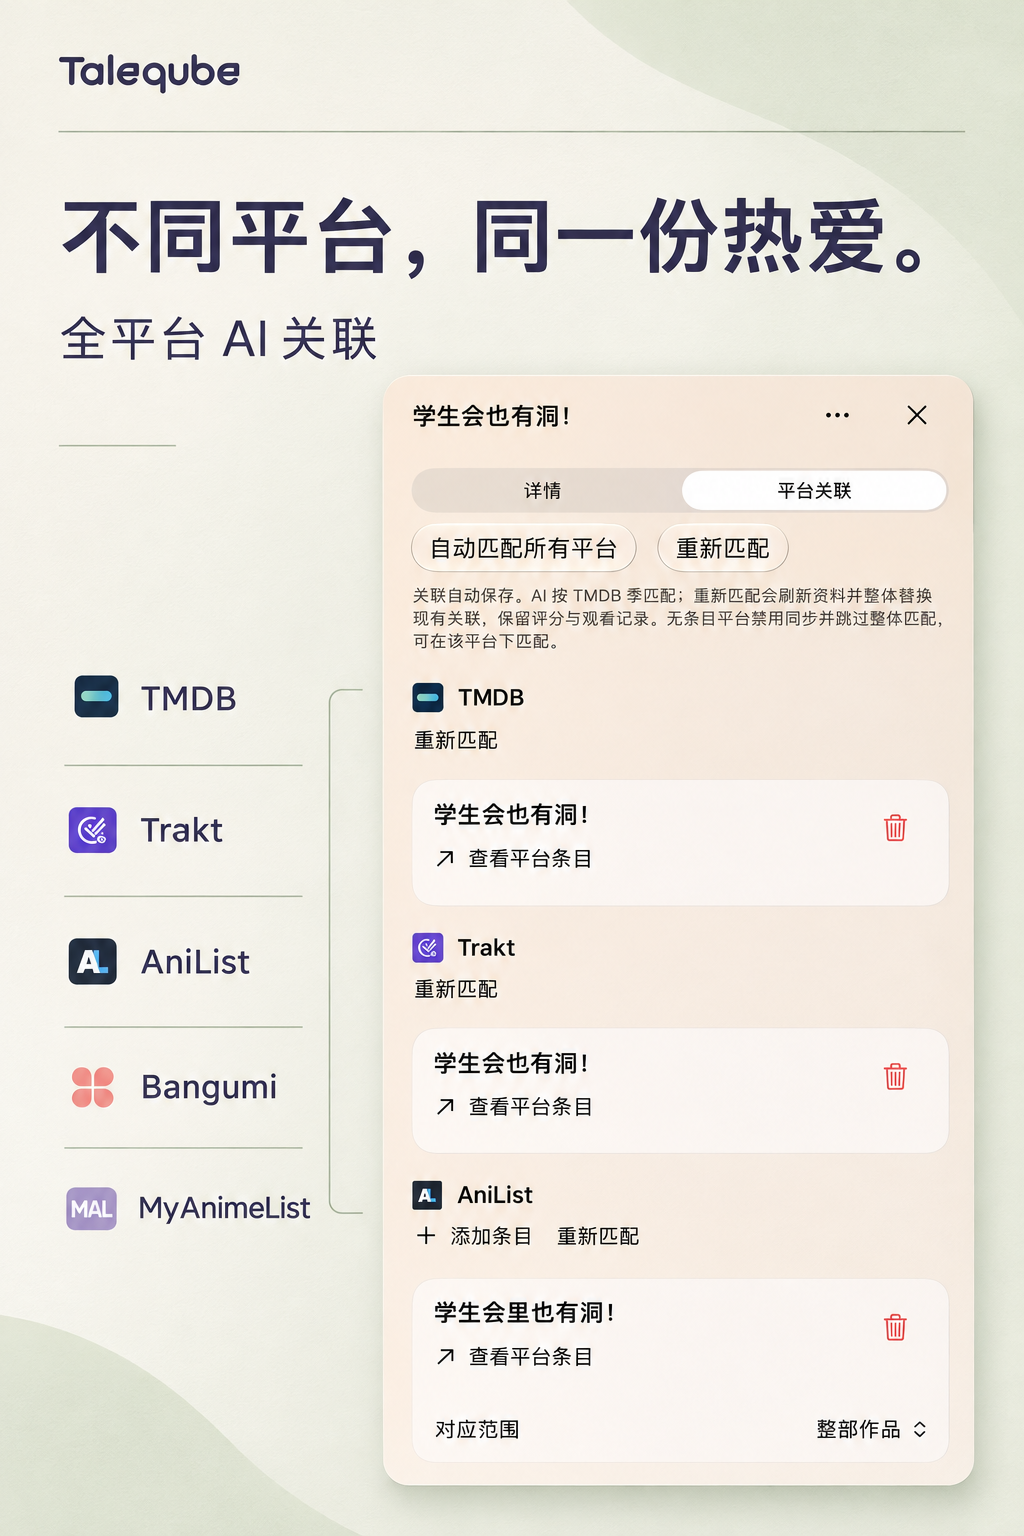 Taleqube
不同平台，同一份热爱。
全平台 AI 关联
TMDB
Trakt
AniList
Bangumi
MAL MyAnimeList
学生会也有洞！
详情 平台关联
自动匹配所有平台 重新匹配
关联自动保存。AI 按 TMDB 季匹配；重新匹配会刷新资料并整体替换
现有关联，保留评分与观看记录。无条目平台禁用同步并跳过整体匹配，
可在该平台下匹配。
TMDB
重新匹配
学生会也有洞！
查看平台条目
Trakt
重新匹配
学生会也有洞！
查看平台条目
AniList
添加条目 重新匹配
学生会里也有洞！
查看平台条目
对应范围 整部作品